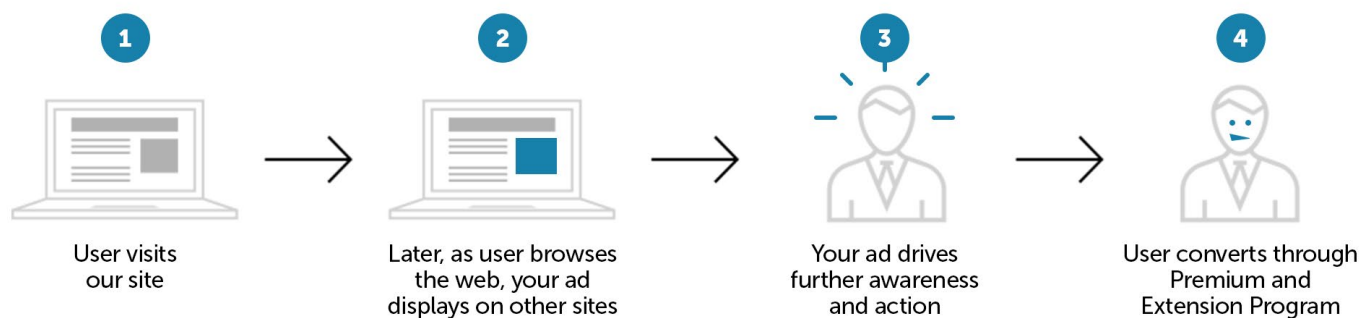 1
2
3
4
User visits
our site
Later, as user browses
the web, your ad
displays on other sites
Your ad drives
further awareness
and action
User converts through
Premium and
Extension Program